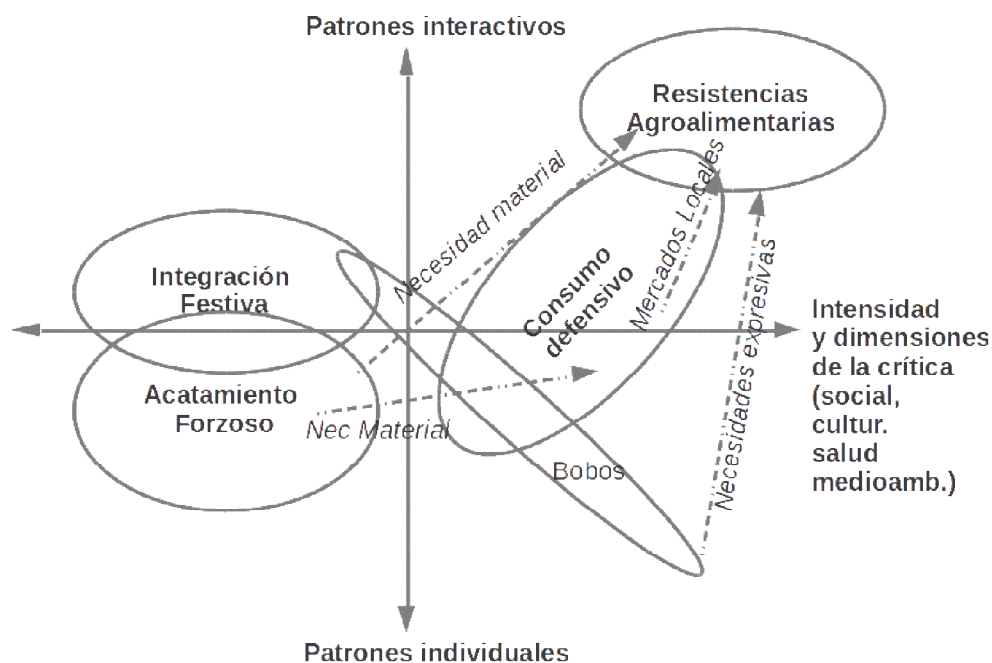 Patrones interactivos
Resistencias
Agroalimentarias
Necesidad material
Mercados Locales
Integración
Festiva
Consumo
defensivo
Necesidades expresivas
Intensidad
y dimensiones
de la crítica
(social,
cultur.
salud
medioamb.)
Acatamiento
Forzoso
Nec Material
Bobos
Patrones individuales